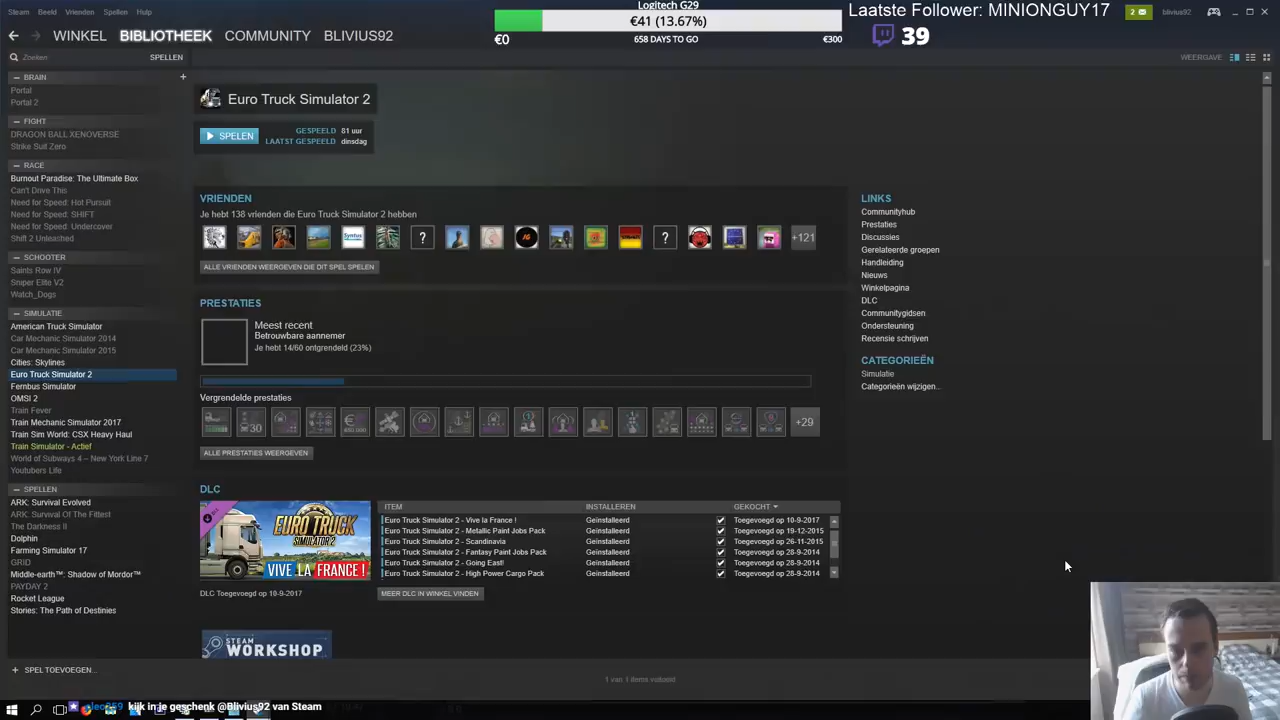 Steam Beeld Vrienden Spellen Hulp
Logitech G29
€41 (13.67%)
€0 658 DAYS TO GO €300
Laatste Follower: MINIONGUY17
39
2
blivius92
WINKEL BIBLIOTHEEK COMMUNITY BLIVIUS92
Zoeken SPELLEN
WEERGAVE
BRAIN
Portal
Portal 2
FIGHT
DRAGON BALL XENOVERSE
Strike Suit Zero
RACE
Burnout Paradise: The Ultimate Box
Can't Drive This
Need for Speed: Hot Pursuit
Need for Speed: SHIFT
Need for Speed: Undercover
Shift 2 Unleashed
SCHOOTER
Saints Row IV
Sniper Elite V2
Watch_Dogs
SIMULATIE
American Truck Simulator
Car Mechanic Simulator 2014
Car Mechanic Simulator 2015
Cities: Skylines
Euro Truck Simulator 2
Fernbus Simulator
OMSI 2
Train Fever
Train Mechanic Simulator 2017
Train Sim World: CSX Heavy Haul
Train Simulator - Actief
World of Subways 4 – New York Line 7
Youtubers Life
SPELLEN
ARK: Survival Evolved
ARK: Survival Of The Fittest
The Darkness II
Dolphin
Farming Simulator 17
GRID
Middle-earth™: Shadow of Mordor™
PAYDAY 2
Rocket League
Stories: The Path of Destinies
SPEL TOEVOEGEN...
Euro Truck Simulator 2
SPELEN
GESPEELD 81 uur
LAATST GESPEELD dinsdag
VRIENDEN
Je hebt 138 vrienden die Euro Truck Simulator 2 hebben
Syntus
? ?
+121
ALLE VRIENDEN WEERGEVEN DIE DIT SPEL SPELEN
PRESTATIES
Meest recent
Betrouwbare aannemer
Je hebt 14/60 ontgrendeld (23%)
Vergrendelde prestaties
30
+29
ALLE PRESTATIES WEERGEVEN
DLC
EURO TRUCK SIMULATOR 2
VIVE LA FRANCE !
DLC Toegevoegd op 10-9-2017
ITEM INSTALLEREN GEKOCHT
Euro Truck Simulator 2 - Vive la France ! Geïnstalleerd Toegevoegd op 10-9-2017
Euro Truck Simulator 2 - Metallic Paint Jobs Pack Geïnstalleerd Toegevoegd op 19-12-2015
Euro Truck Simulator 2 - Scandinavia Geïnstalleerd Toegevoegd op 26-11-2015
Euro Truck Simulator 2 - Fantasy Paint Jobs Pack Geïnstalleerd Toegevoegd op 28-9-2014
Euro Truck Simulator 2 - Going East! Geïnstalleerd Toegevoegd op 28-9-2014
Euro Truck Simulator 2 - High Power Cargo Pack Geïnstalleerd Toegevoegd op 28-9-2014
MEER DLC IN WINKEL VINDEN
STEAM WORKSHOP
LINKS
Communityhub
Prestaties
Discussies
Gerelateerde groepen
Handleiding
Nieuws
Winkelpagina
DLC
Communitygidsen
Ondersteuning
Recensie schrijven
CATEGORIEËN
Simulatie
Categorieën wijzigen...
kijk in je geschenk @Blivius92 van Steam